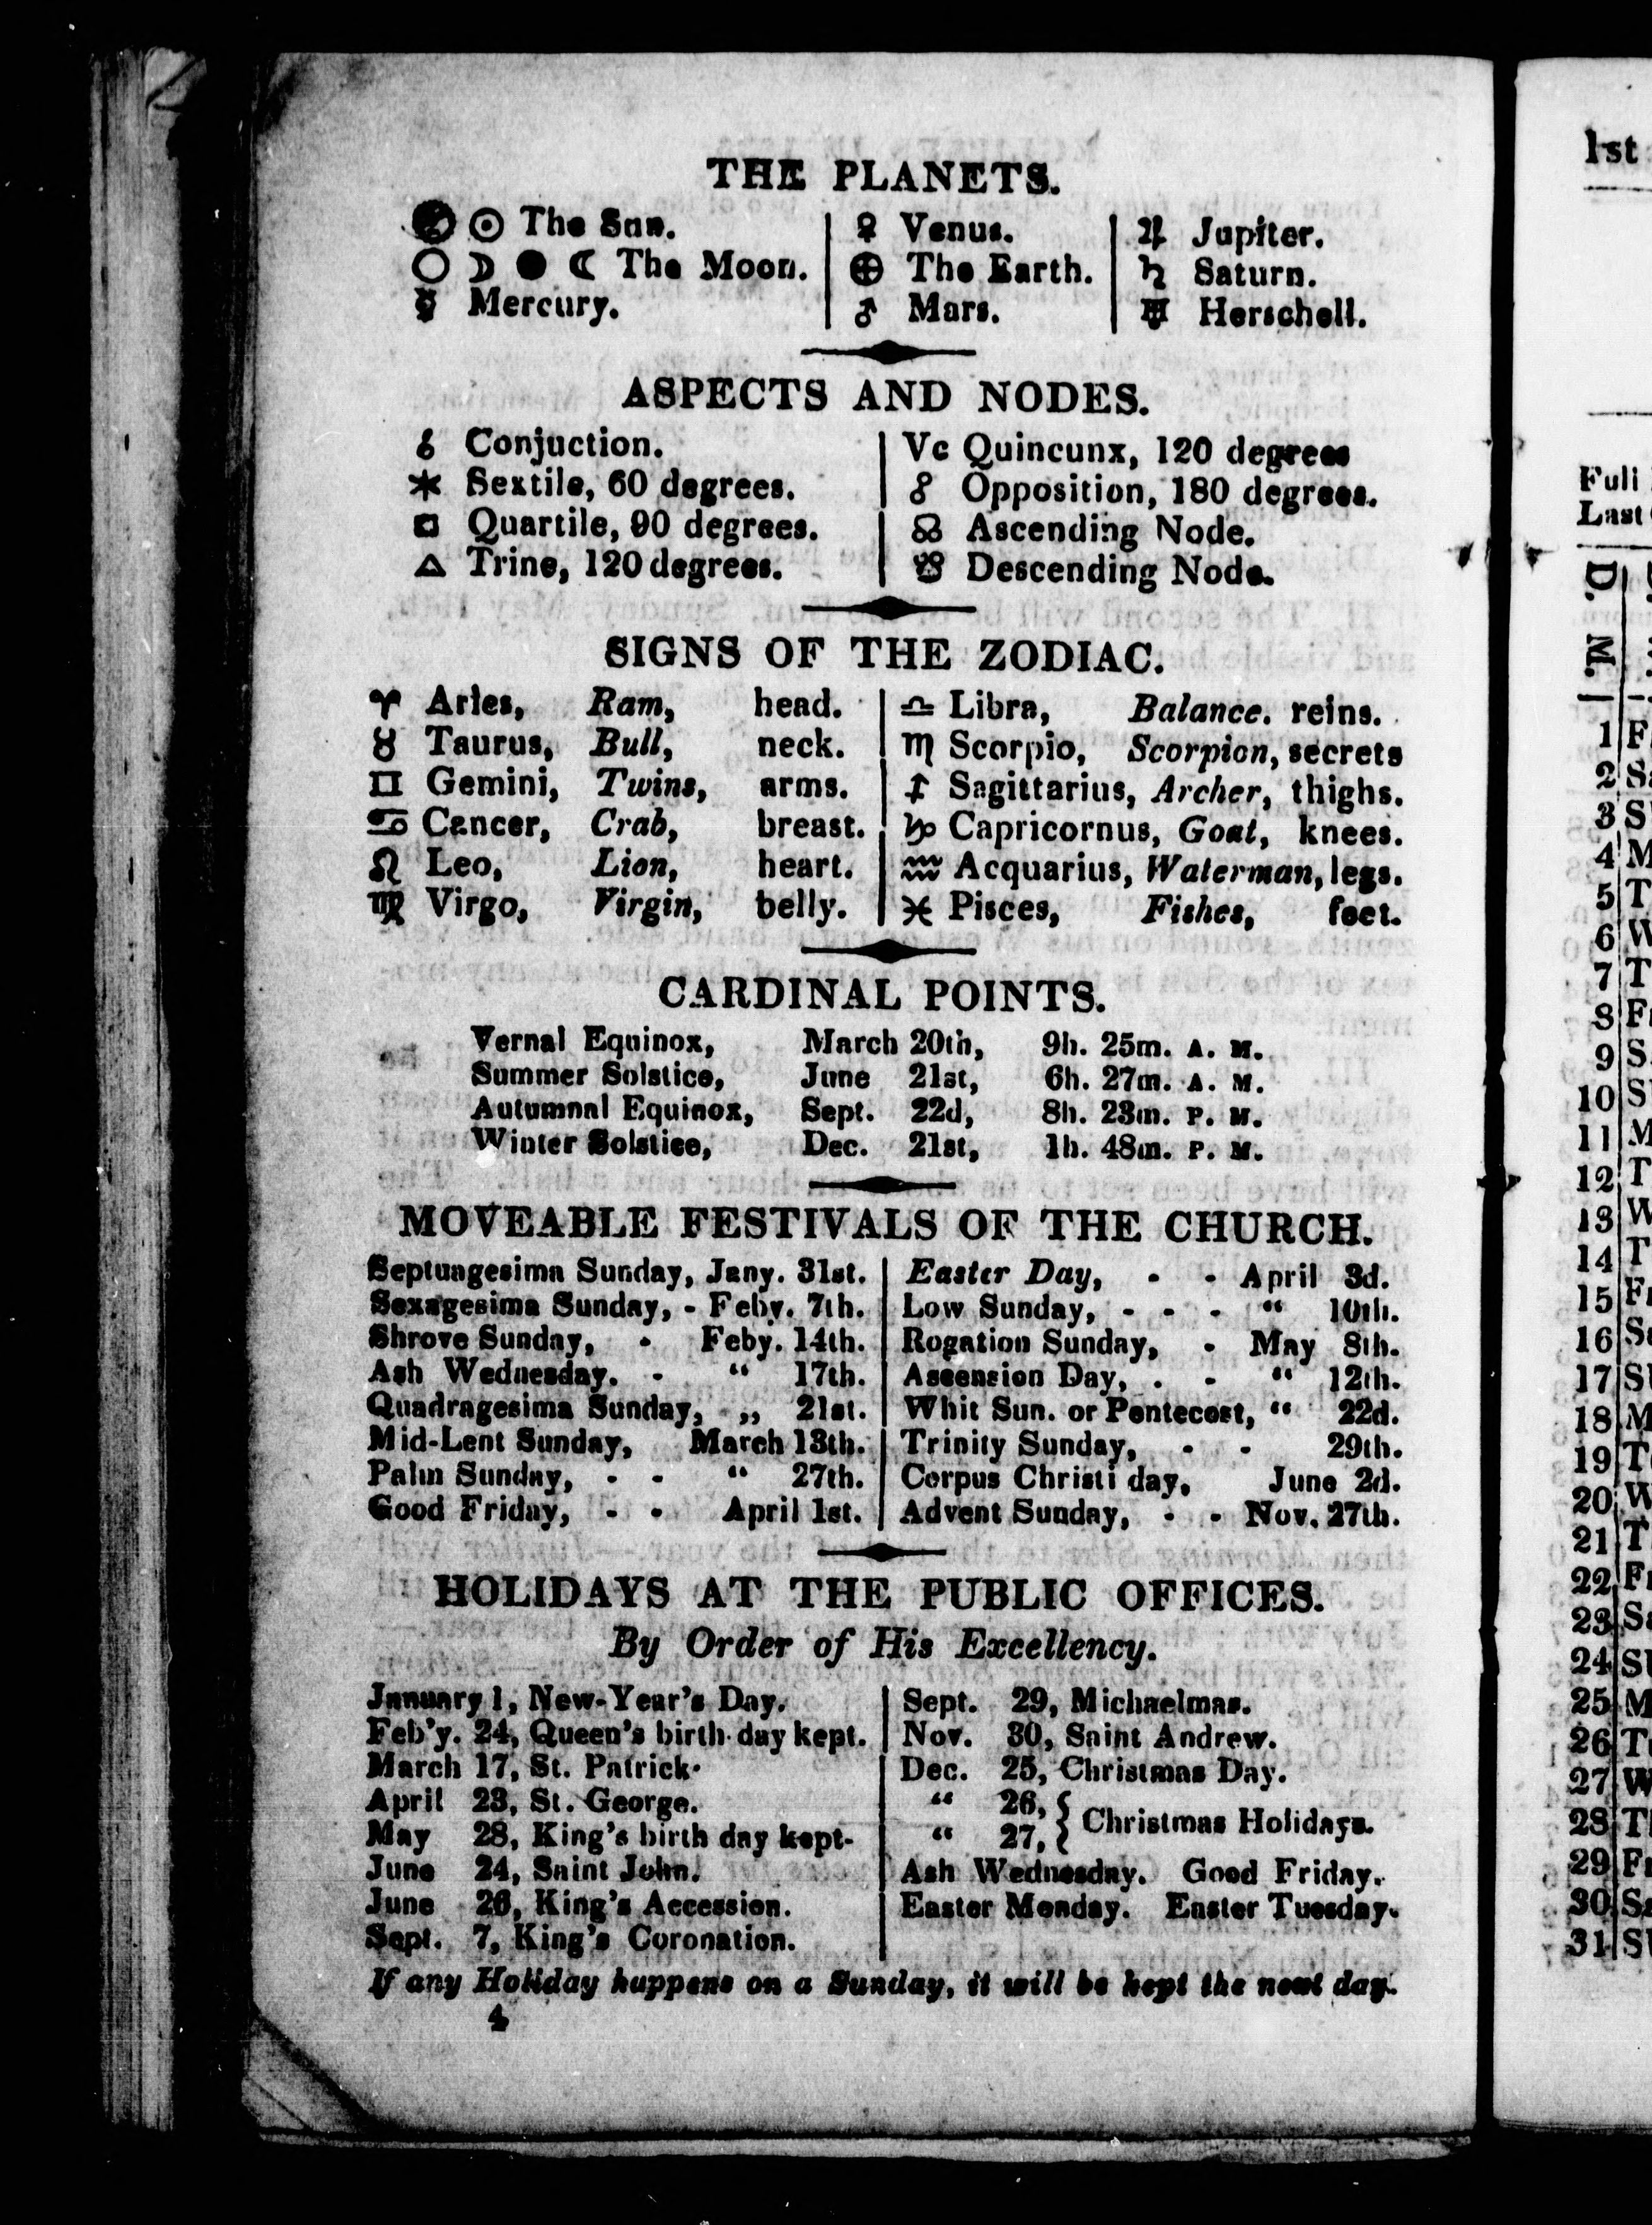 THE PLANETS.
☉ The Sun.
○ ☽ ● ☾ The Moon.
☿ Mercury.
♀ Venus.
⊕ The Earth.
♂ Mars.
♃ Jupiter.
♄ Saturn.
♅ Herschell.
ASPECTS AND NODES.
☌ Conjuction.
⚹ Sextile, 60 degrees.
□ Quartile, 90 degrees.
△ Trine, 120 degrees.
Vc Quincunx, 120 degrees
☍ Opposition, 180 degrees.
☊ Ascending Node.
☋ Descending Node.
SIGNS OF THE ZODIAC.
♈ Aries, Ram, head.
♉ Taurus, Bull, neck.
♊ Gemini, Twins, arms.
♋ Cancer, Crab, breast.
♌ Leo, Lion, heart.
♍ Virgo, Virgin, belly.
♎ Libra, Balance. reins.
♏ Scorpio, Scorpion, secrets
♐ Sagittarius, Archer, thighs.
♑ Capricornus, Goat, knees.
♒ Acquarius, Waterman, legs.
♓ Pisces, Fishes, feet.
CARDINAL POINTS.
Vernal Equinox, March 20th, 9h. 25m. A. M.
Summer Solstice, June 21st, 6h. 27m. A. M.
Autumnal Equinox, Sept. 22d, 8h. 23m. P. M.
Winter Solstice, Dec. 21st, 1h. 48m. P. M.
MOVEABLE FESTIVALS OF THE CHURCH.
Septuagesima Sunday, Jany. 31st.
Sexagesima Sunday, - Feby. 7th.
Shrove Sunday, - Feby. 14th.
Ash Wednesday. - “ 17th.
Quadragesima Sunday, ,, 21st.
Mid-Lent Sunday, March 13th.
Palm Sunday, - - “ 27th.
Good Friday, - - April 1st.
Easter Day, - - April 3d.
Low Sunday, - - - “ 10th.
Rogation Sunday, - May 8th.
Ascension Day, . - “ 12th.
Whit Sun. or Pentecost, “ 22d.
Trinity Sunday, - - 29th.
Corpus Christi day, June 2d.
Advent Sunday, - - Nov. 27th.
HOLIDAYS AT THE PUBLIC OFFICES.
By Order of His Excellency.
January 1, New-Year's Day.
Feb'y. 24, Queen's birth-day kept.
March 17, St. Patrick.
April 23, St. George.
May 28, King's birth day kept.
June 24, Saint John.
June 26, King's Accession.
Sept. 7, King's Coronation.
Sept. 29, Michaelmas.
Nov. 30, Saint Andrew.
Dec. 25, Christmas Day.
“ 26, } Christmas Holidays.
“ 27, }
Ash Wednesday. Good Friday.
Easter Monday. Easter Tuesday.
If any Holiday happens on a Sunday, it will be kept the next day.
4
1st
Full
Last
D. M.
1 F
2 S
3 S
4 M
5 T
6 W
7 T
8 F
9 S
10 S
11 M
12 T
13 W
14 T
15 F
16 S
17 S
18 M
19 T
20 W
21 T
22 F
23 S
24 S
25 M
26 T
27 W
28 T
29 F
30 S
31 S